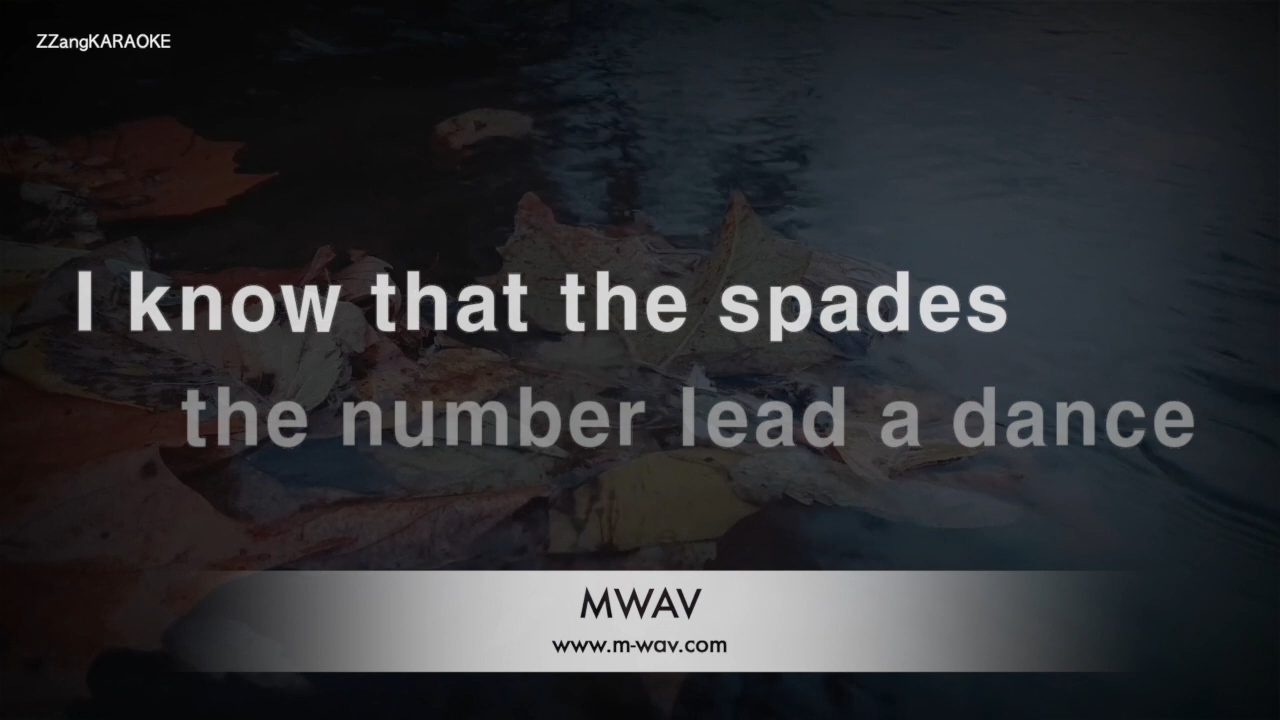 ZZangKARAOKE
I know that the spades
the number lead a dance
MWAV
www.m-wav.com